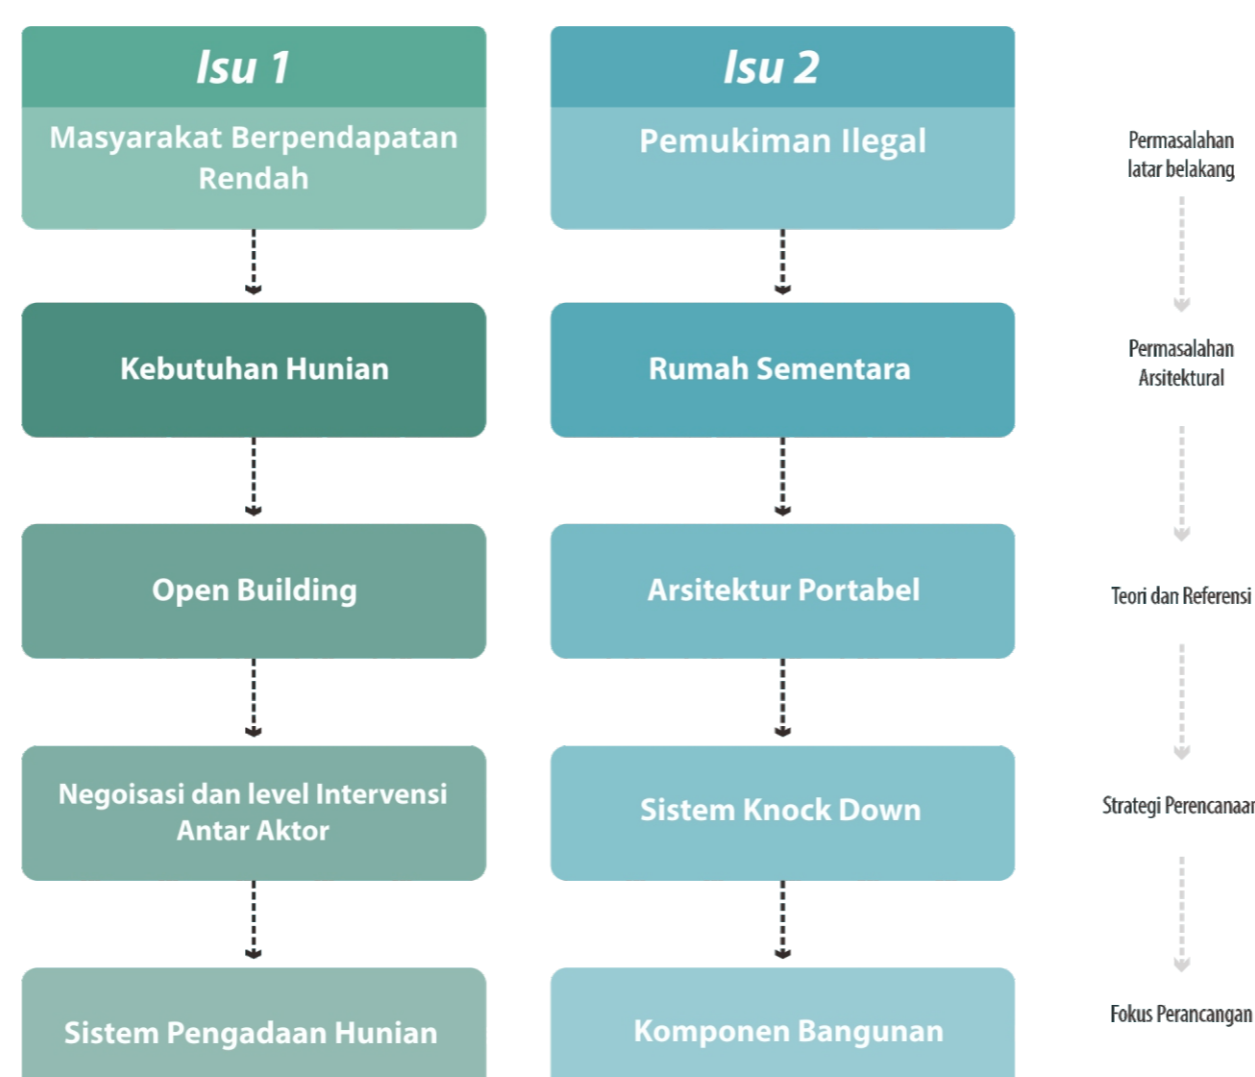 Isu 1
Masyarakat Berpendapatan
Rendah
Isu 2
Pemukiman Ilegal
Permasalahan
latar belakang
Kebutuhan Hunian
Rumah Sementara
Permasalahan
Arsitektural
Open Building
Arsitektur Portabel
Teori dan Referensi
Negoisasi dan level Intervensi
Antar Aktor
Sistem Knock Down
Strategi Perencanaan
Sistem Pengadaan Hunian
Komponen Bangunan
Fokus Perancangan